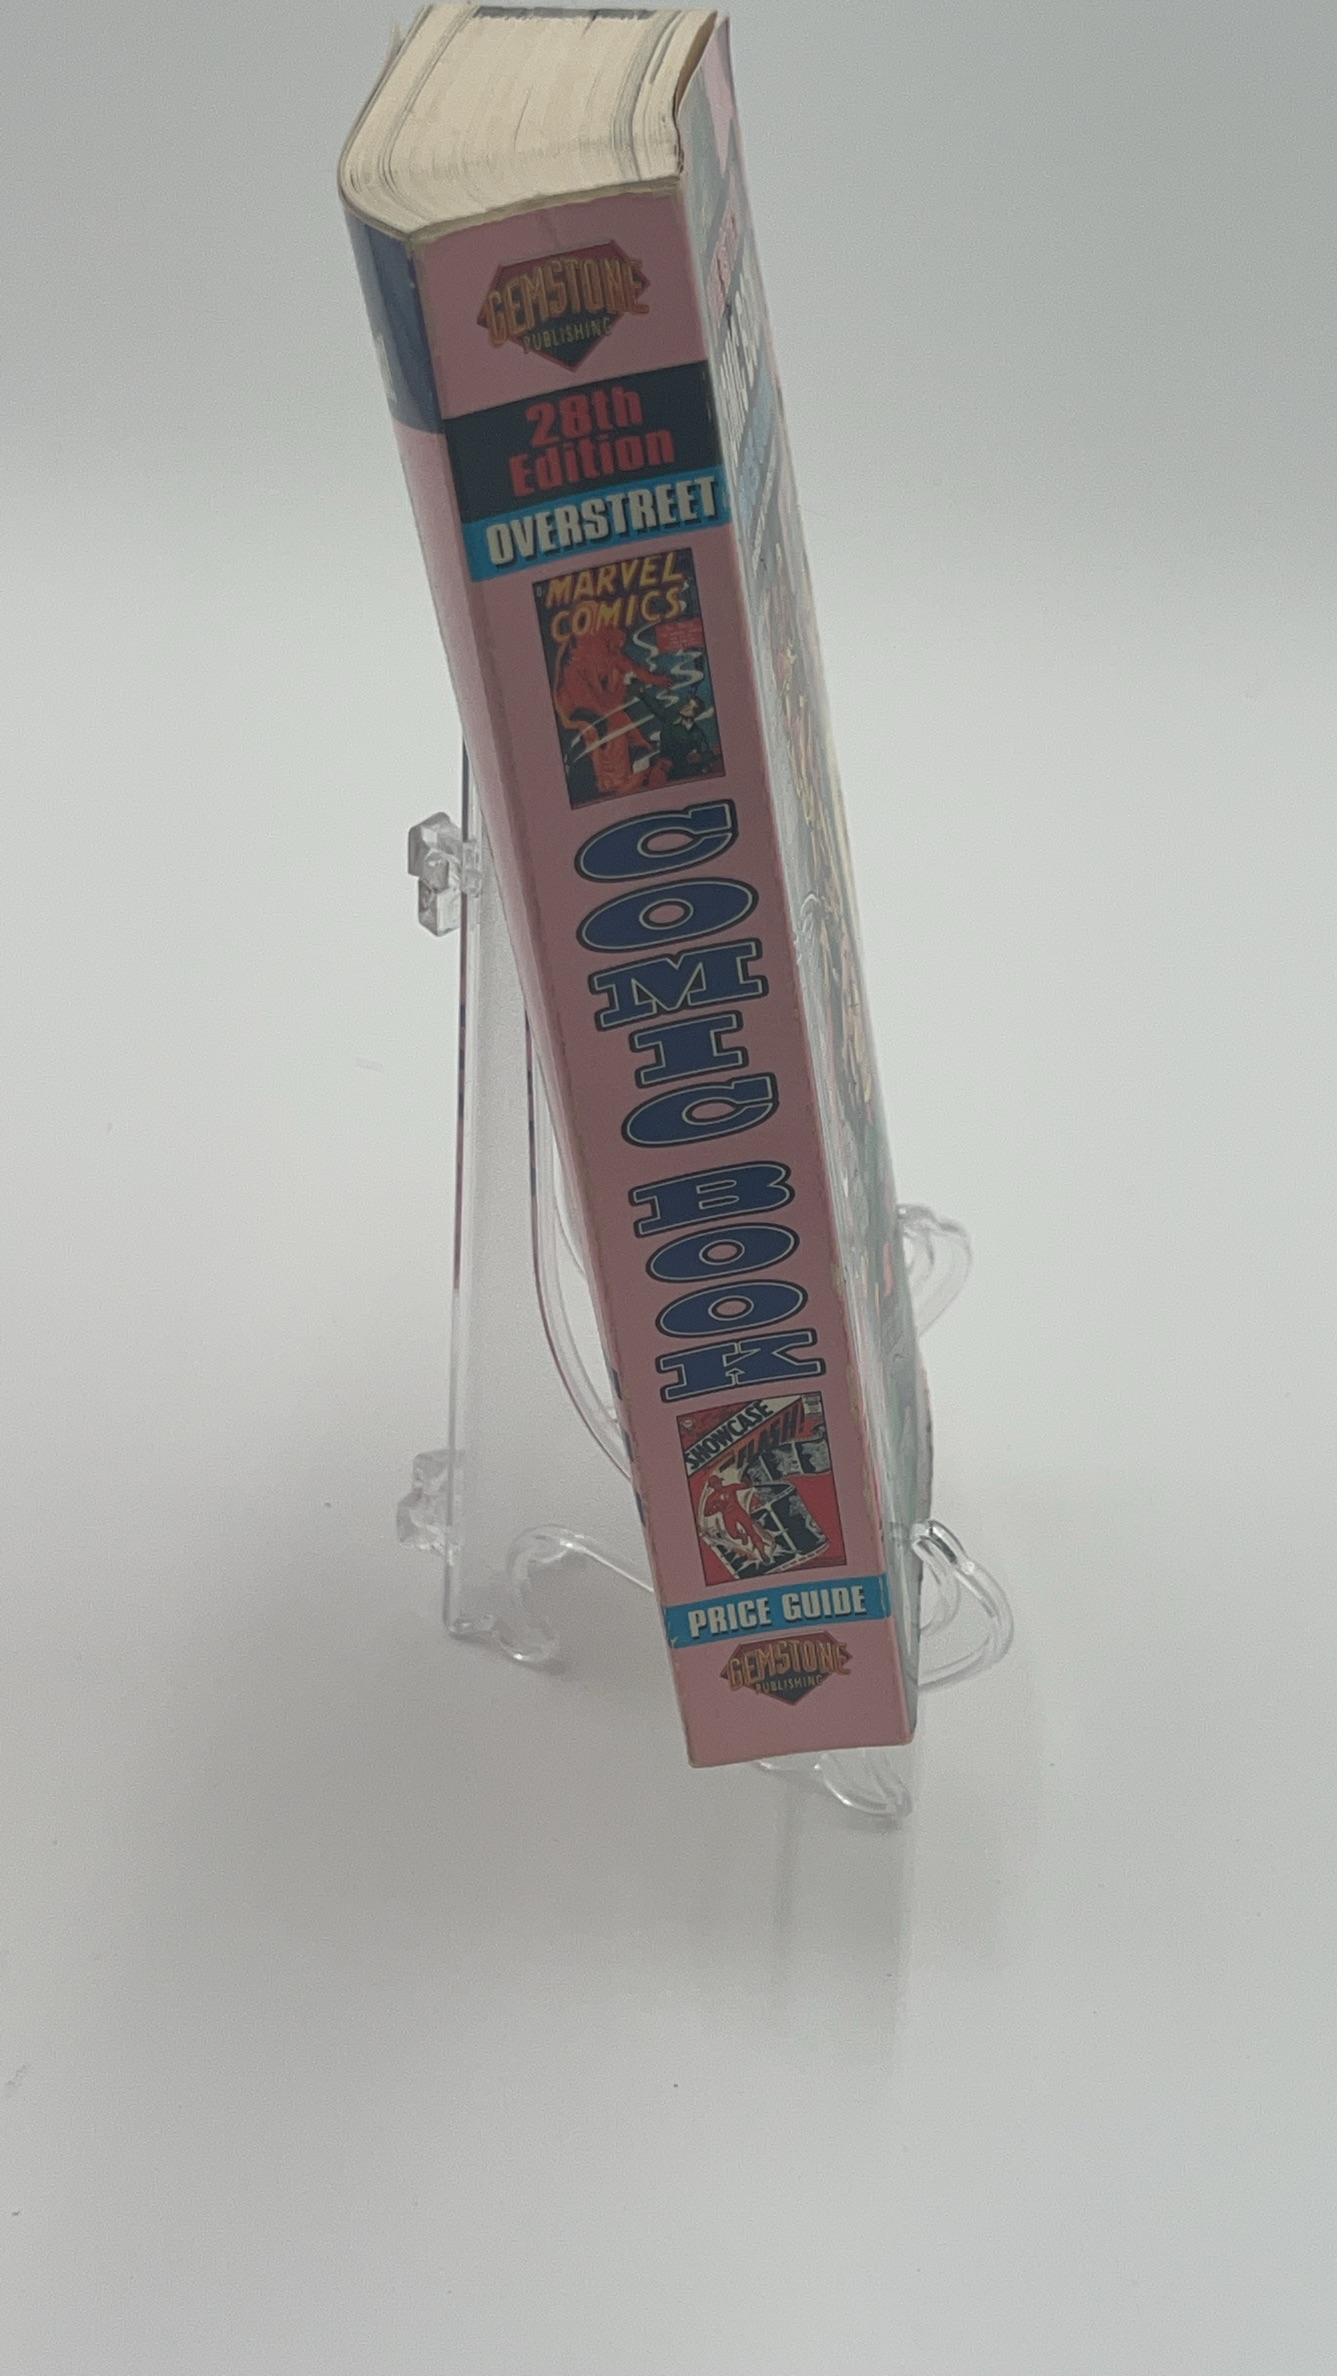 GEMSTONE
PUBLISHING
28th
Edition
OVERSTREET
MARVEL
COMICS
COMIC BOOK
SHOWCASE
FLASH!
PRICE GUIDE
GEMSTONE
PUBLISHING